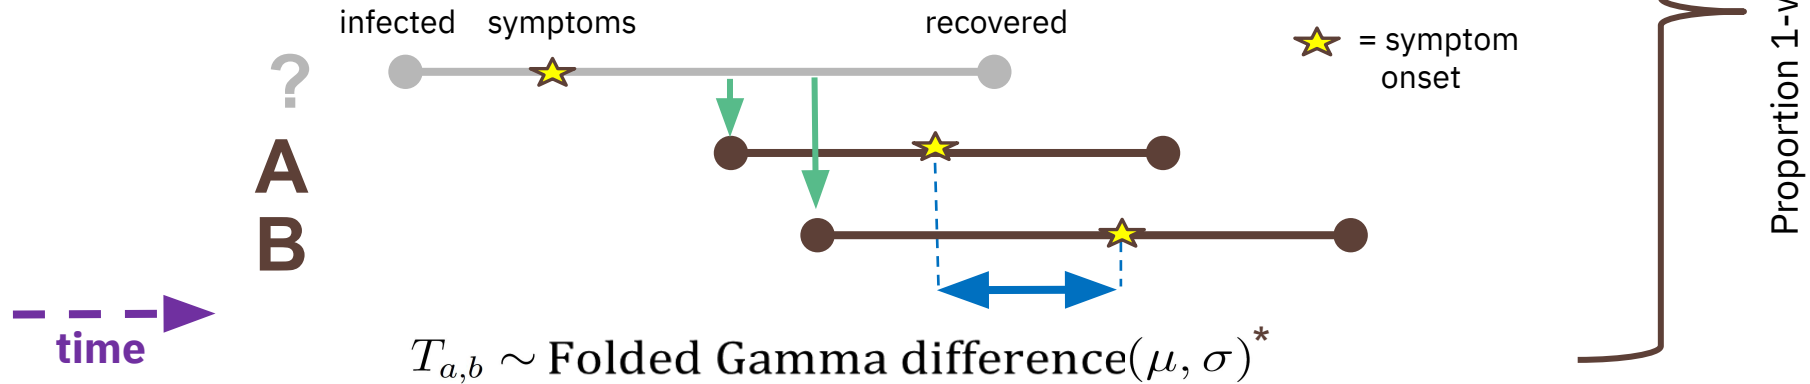 infected symptoms recovered
= symptom
onset
?
A
B
time
T_{a,b} ∼ Folded Gamma difference(μ, σ)*
Proportion 1-